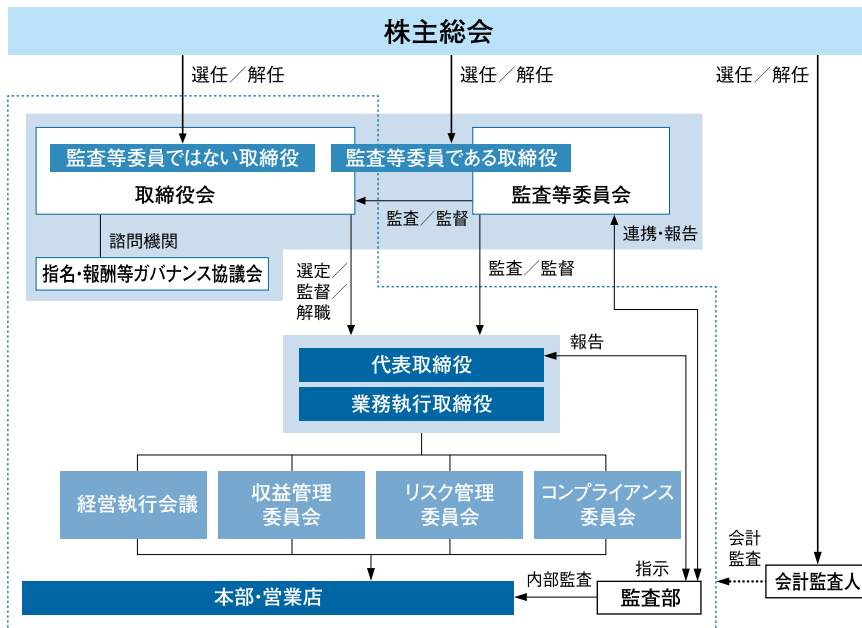 株主総会
選任／解任
選任／解任
選任／解任
監査等委員ではない取締役
監査等委員である取締役
取締役会
監査等委員会
監査／監督
諮問機関
連携・報告
指名・報酬等ガバナンス協議会
選定／
監督／
解職
監査／監督
報告
代表取締役
業務執行取締役
経営執行会議
収益管理
委員会
リスク管理
委員会
コンプライアンス
委員会
会計
監査
指示
内部監査
本部・営業店
監査部
会計監査人